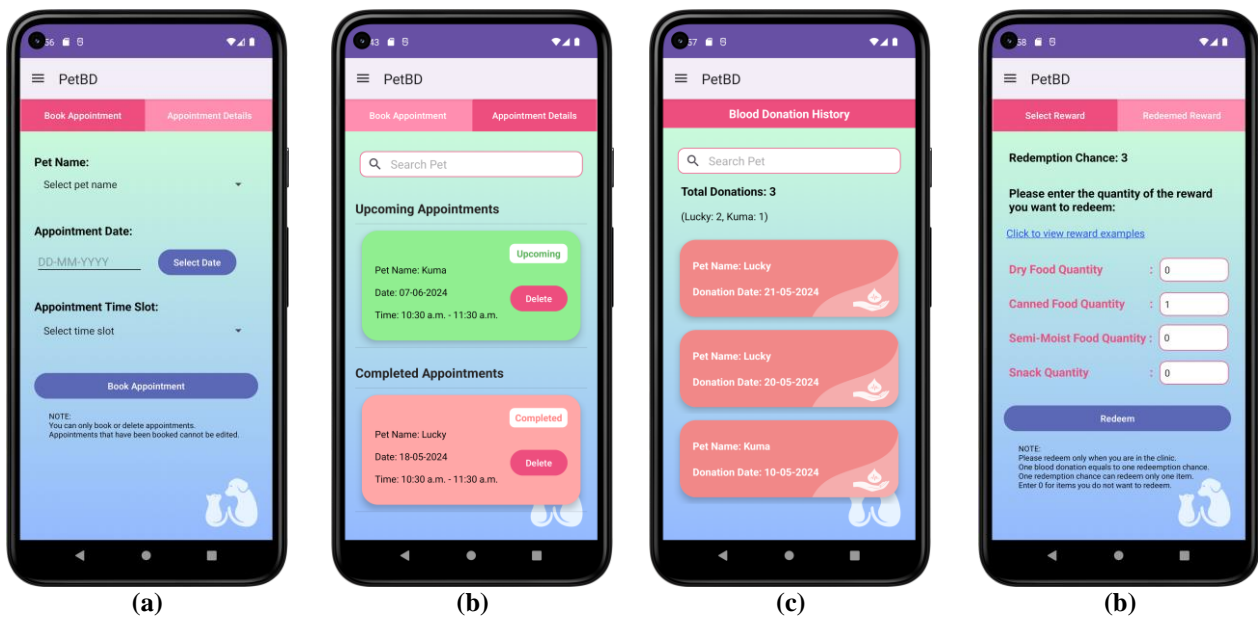 56
PetBD
Book Appointment
Appointment Details
Pet Name:
Select pet name
Appointment Date:
DD-MM-YYYY
Select Date
Appointment Time Slot:
Select time slot
Book Appointment
NOTE:
You can only book or delete appointments.
Appointments that have been booked cannot be edited.
(a)
43
PetBD
Book Appointment
Appointment Details
Search Pet
Upcoming Appointments
Upcoming
Pet Name: Kuma
Date: 07-06-2024
Delete
Time: 10:30 a.m. - 11:30 a.m.
Completed Appointments
Completed
Pet Name: Lucky
Date: 18-05-2024
Delete
Time: 10:30 a.m. - 11:30 a.m.
(b)
57
PetBD
Blood Donation History
Search Pet
Total Donations: 3
(Lucky: 2, Kuma: 1)
Pet Name: Lucky
Donation Date: 21-05-2024
Pet Name: Lucky
Donation Date: 20-05-2024
Pet Name: Kuma
Donation Date: 10-05-2024
(c)
58
PetBD
Select Reward
Redeemed Reward
Redemption Chance: 3
Please enter the quantity of the reward
you want to redeem:
Click to view reward examples
Dry Food Quantity : 0
Canned Food Quantity : 1
Semi-Moist Food Quantity : 0
Snack Quantity : 0
Redeem
NOTE:
Please redeem only when you are in the clinic.
One blood donation equals to one redeemption chance.
One redemption chance can redeem only one item.
Enter 0 for items you do not want to redeem.
(b)